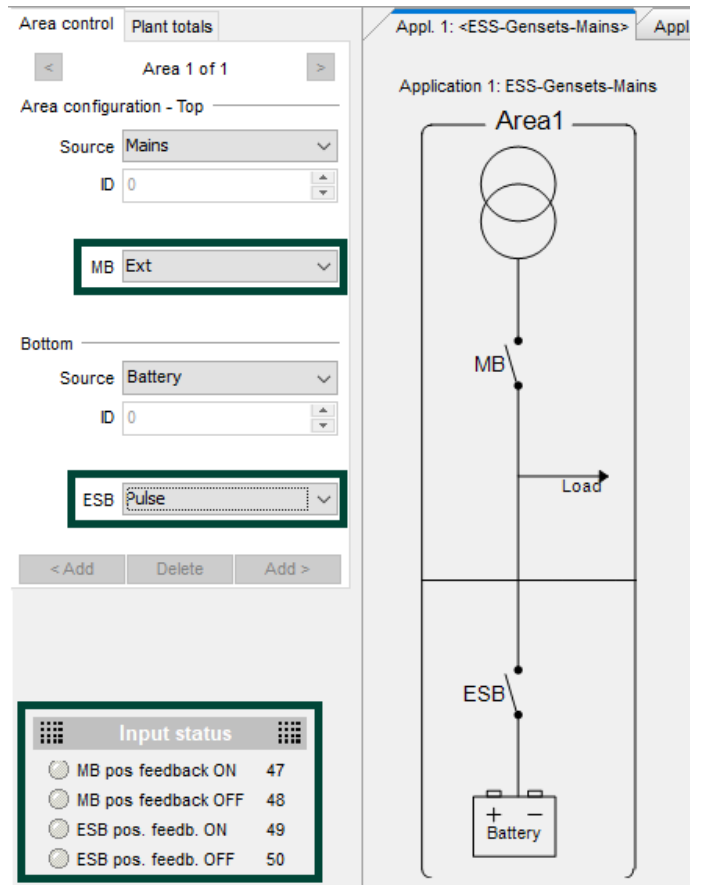 Area control
Plant totals
<
Area 1 of 1
>
Area configuration - Top
Source
Mains
ID
0
MB
Ext
Bottom
Source
Battery
ID
0
ESB
Pulse
< Add
Delete
Add >
Input status
MB pos feedback ON 47
MB pos feedback OFF 48
ESB pos. feedb. ON 49
ESB pos. feedb. OFF 50
Appl. 1: <ESS-Gensets-Mains>
Appl
Application 1: ESS-Gensets-Mains
Area1
MB
Load
ESB
+ −
Battery